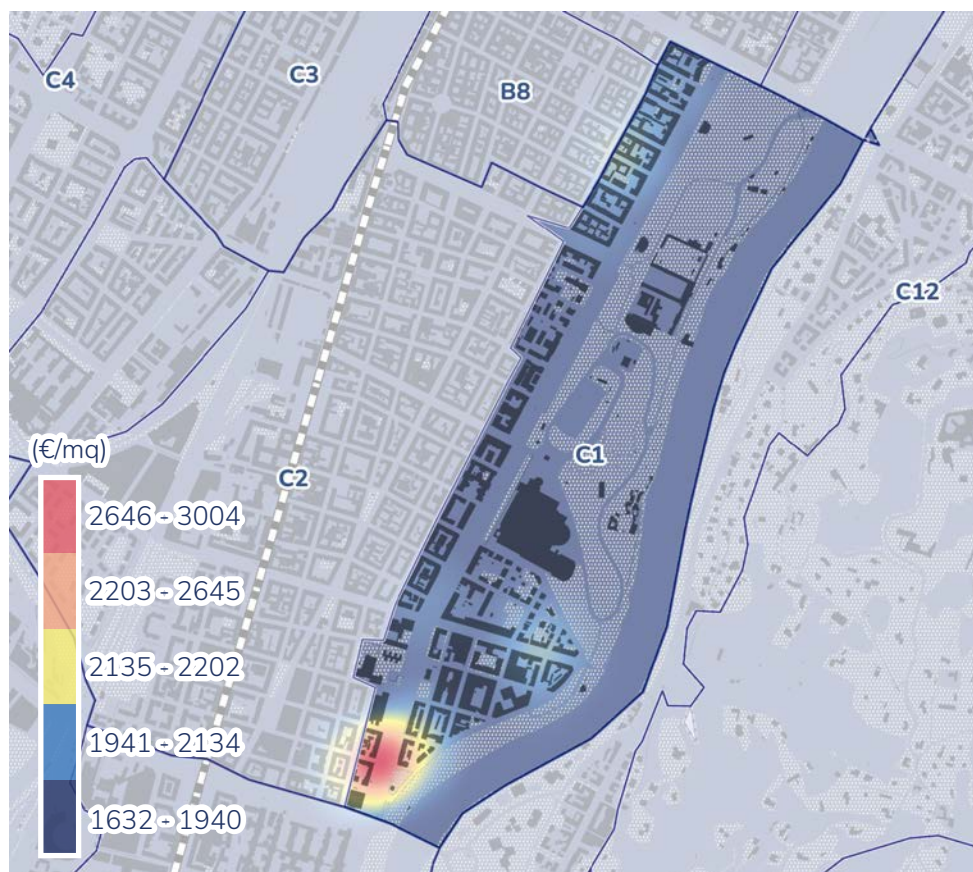 C4
C3
B8
C12
C1
C2
(€/mq)
2646 - 3004
2203 - 2645
2135 - 2202
1941 - 2134
1632 - 1940